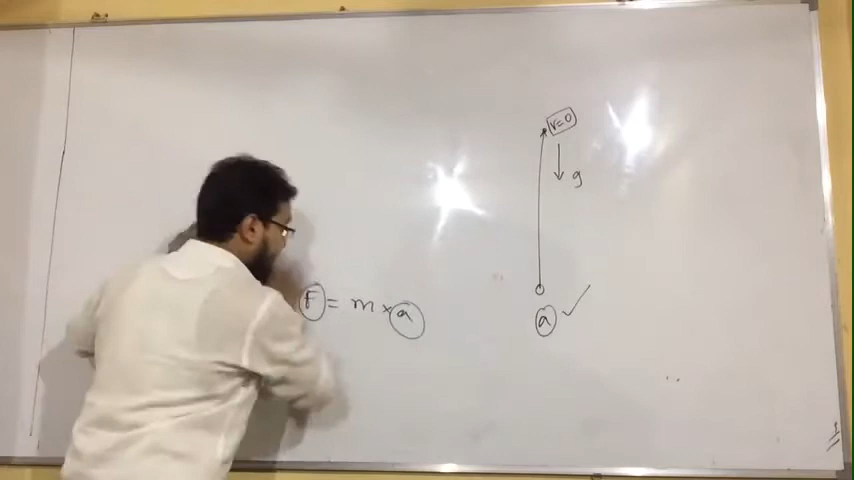 v=0
g
F = m × a
a ✓